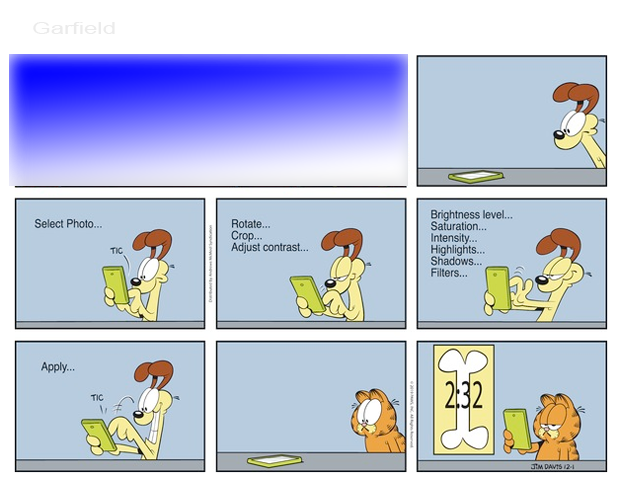 Garfield
Select Photo...
TIC
Rotate...
Crop...
Adjust contrast...
Brightness level...
Saturation...
Intensity...
Highlights...
Shadows...
Filters...
Apply...
TIC
2:32
JIM DAVIS 12-1